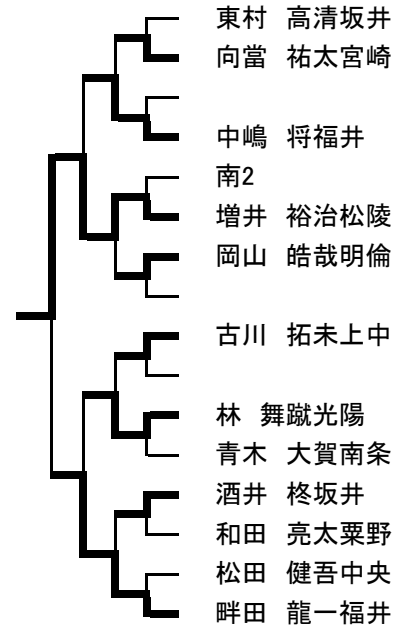 東村 高清坂井
向當 祐太宮崎
中嶋 将福井
南2
増井 裕治松陵
岡山 皓哉明倫
古川 拓未上中
林 舞蹴光陽
青木 大賀南条
酒井 柊坂井
和田 亮太粟野
松田 健吾中央
畔田 龍一福井